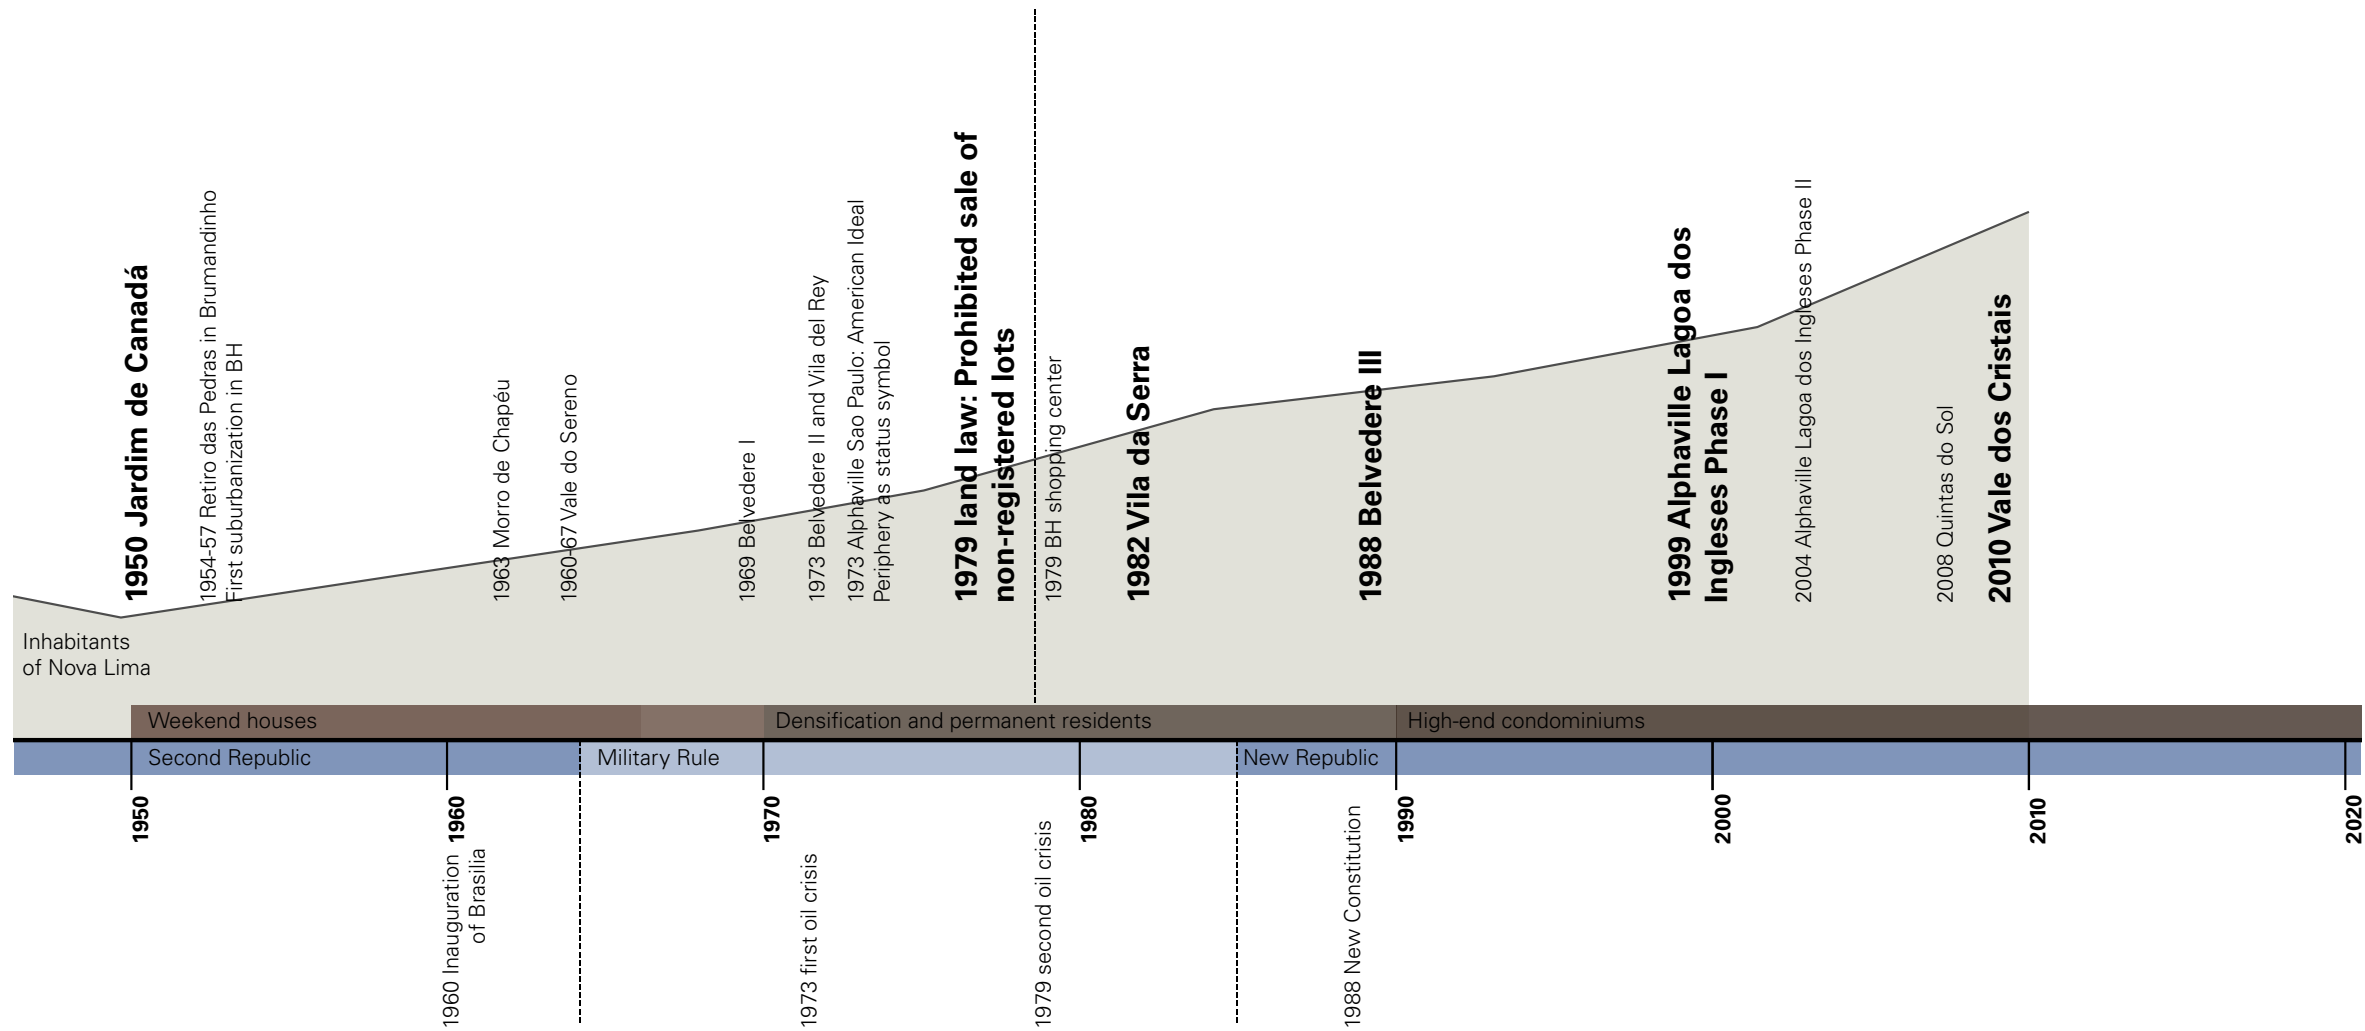 1950 Jardim de Canadá
1954-57 Retiro das Pedras in Brumandinho
First suburbanization in BH
1963 Morro de Chapéu
1960-67 Vale do Sereno
1969 Belvedere I
1973 Belvedere II and Vila del Rey
1973 Alphaville Sao Paulo: American Ideal
Periphery as status symbol
1979 land law: Prohibited sale of
non-registered lots
1979 BH shopping center
1982 Vila da Serra
1988 Belvedere III
1999 Alphaville Lagoa dos
Ingleses Phase I
2004 Alphaville Lagoa dos Ingleses Phase II
2008 Quintas do Sol
2010 Vale dos Cristais
Inhabitants
of Nova Lima
Weekend houses
Densification and permanent residents
High-end condominiums
Second Republic
Military Rule
New Republic
1950
1960
1970
1980
1990
2000
2010
2020
1960 Inauguration
of Brasilia
1973 first oil crisis
1979 second oil crisis
1988 New Constitution